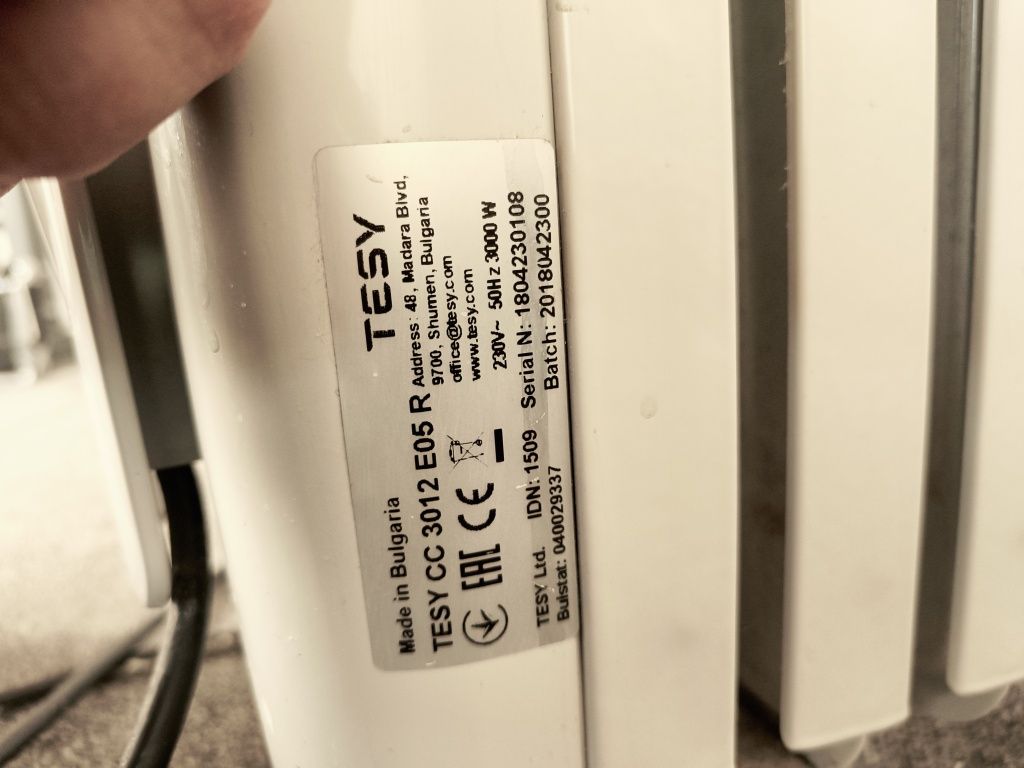 TESY
Made in Bulgaria
Address: 48, Madara Blvd,
TESY CC 3012 E05 R
9700, Shumen, Bulgaria
office@tesy.com
www.tesy.com
EAC CE
230V~ 50Hz 3000 W
TESY Ltd. IDN: 1509 Serial N: 1804230108
Bulstat: 040029337 Batch: 2018042300